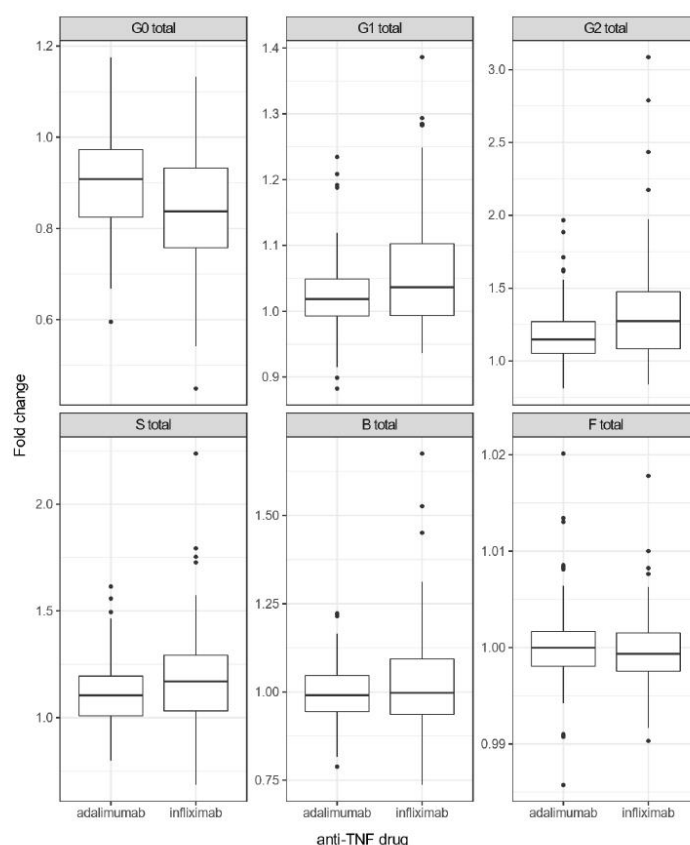 G0 total G1 total G2 total
1.2 1.4 3.0
1.0 1.3 2.5
0.8 1.2 2.0
0.6 1.1 1.5
1.0 1.0
0.9
Fold change
S total B total F total
2.0 1.50 1.02
1.5 1.25 1.01
1.0 1.00 1.00
0.75 0.99
adalimumab infliximab adalimumab infliximab adalimumab infliximab
anti-TNF drug